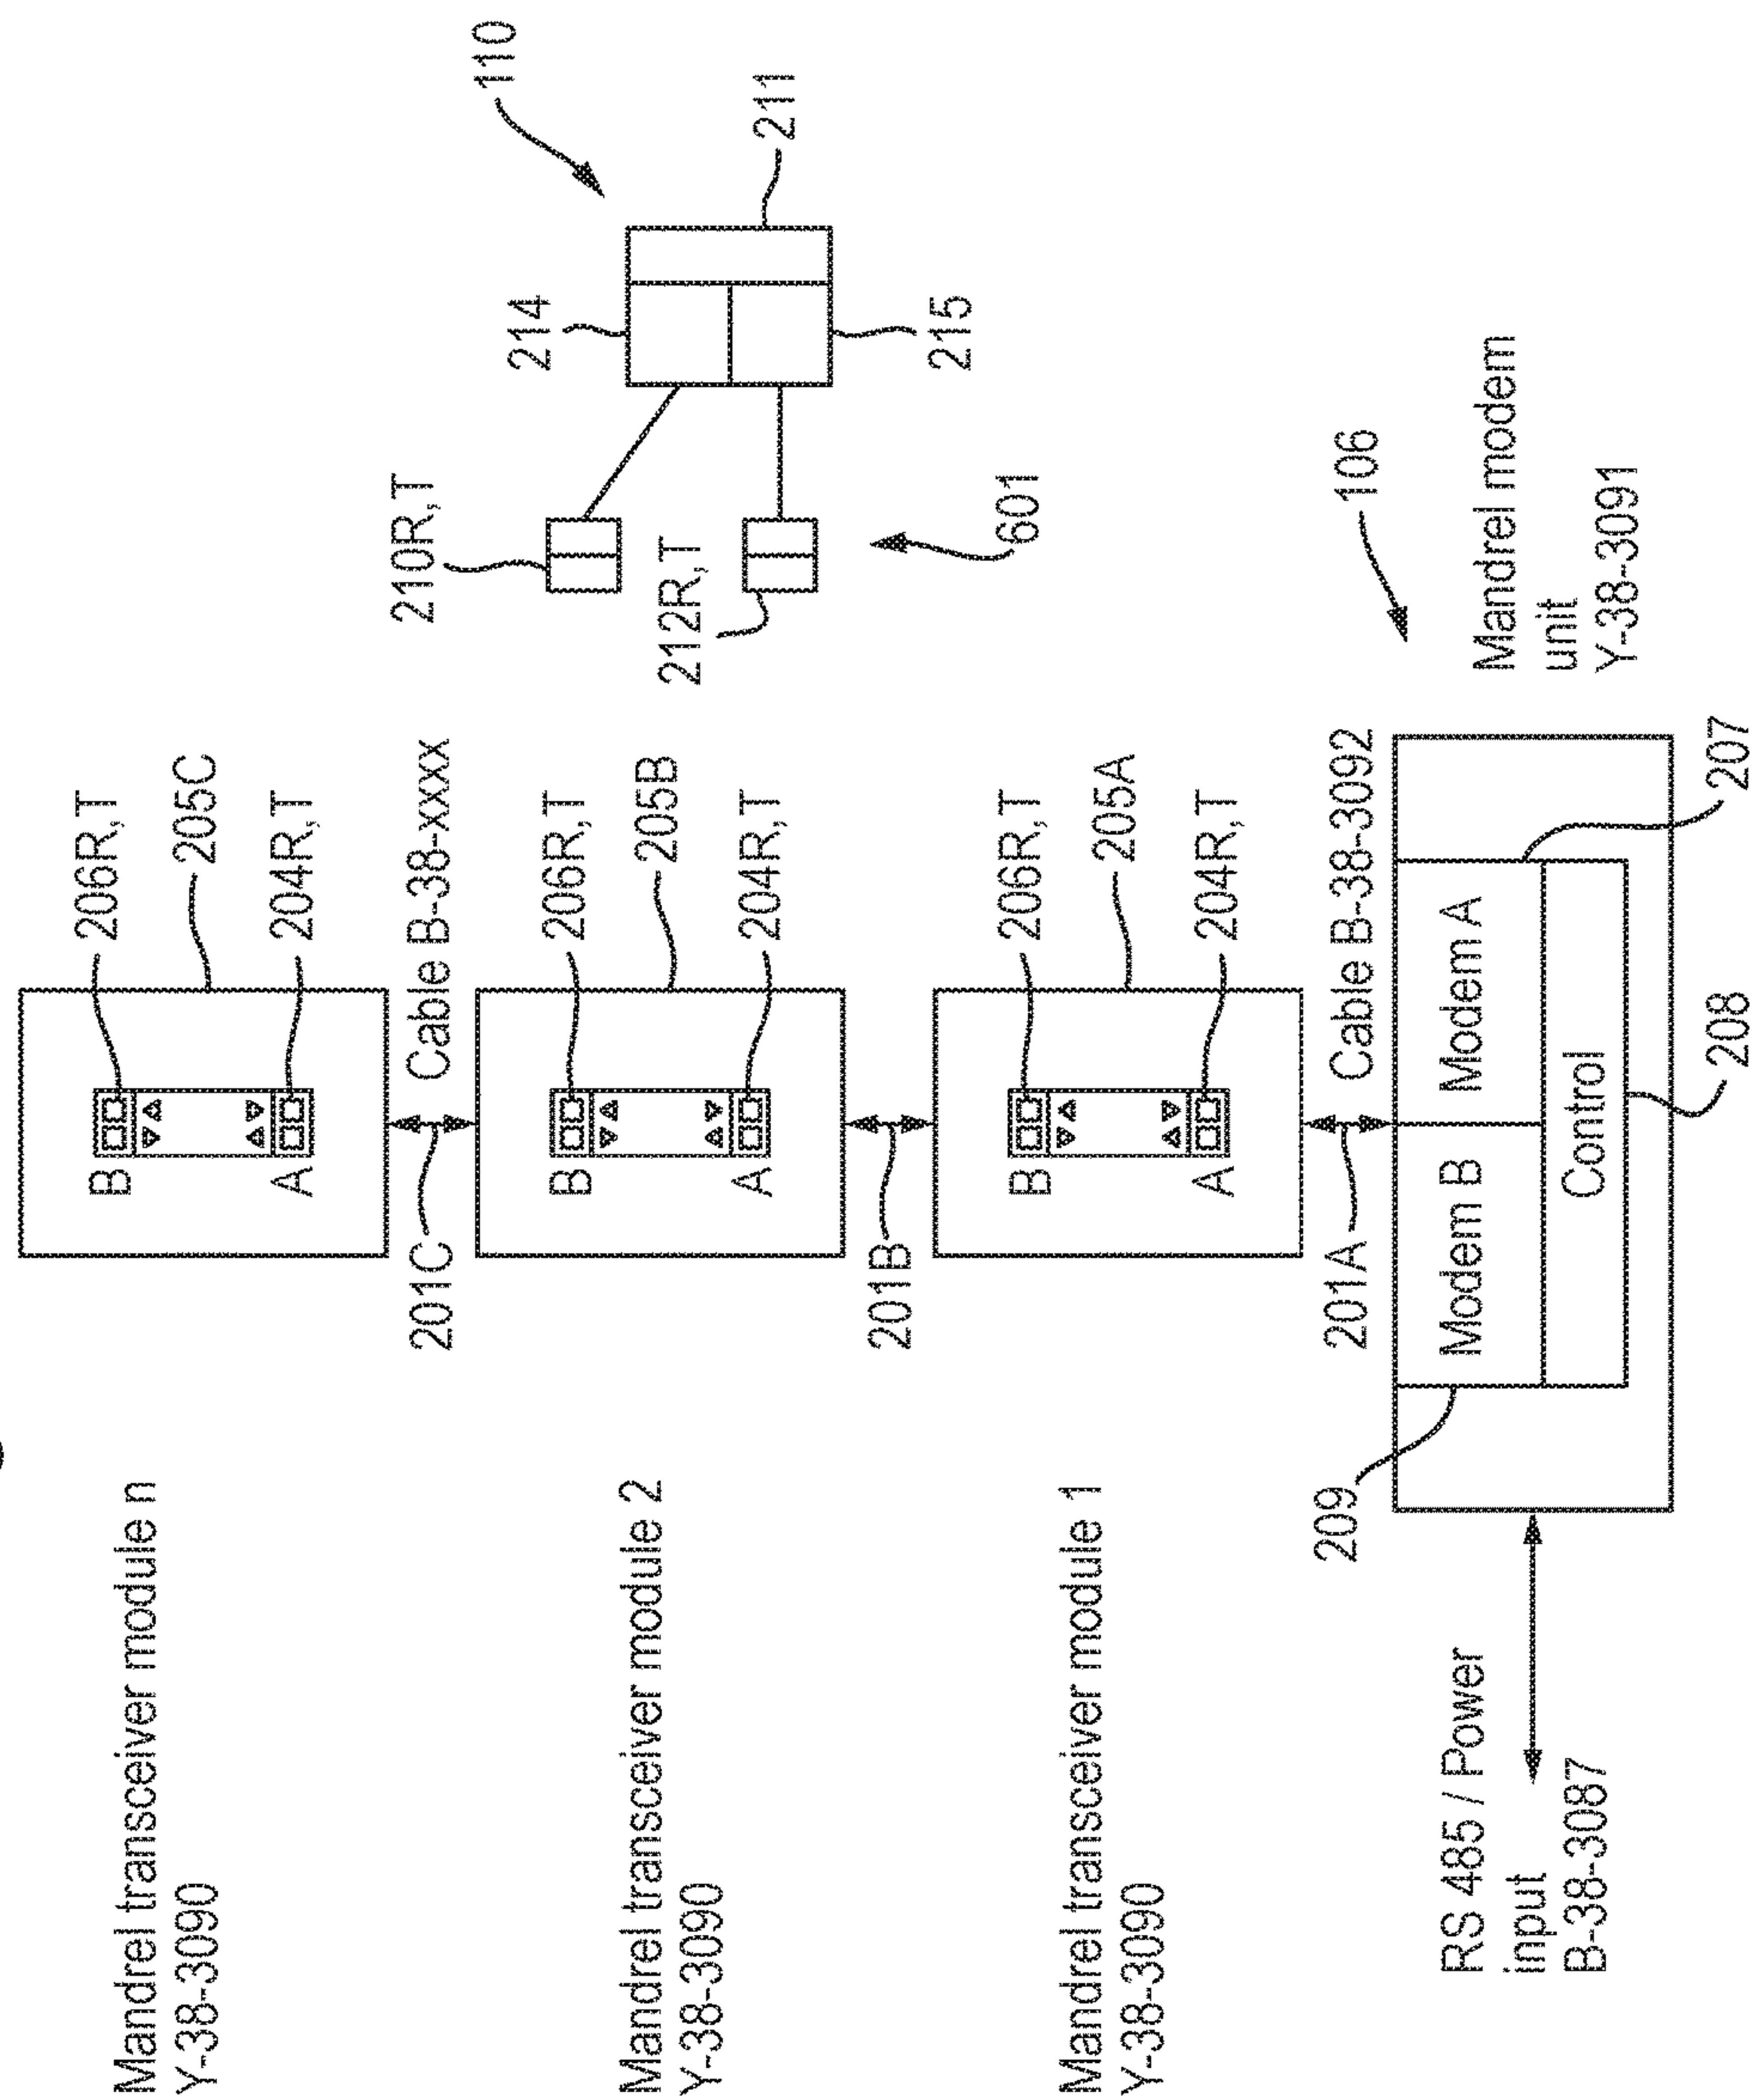 Mandrel transceiver module n
Y-38-3090
B
A
206R,T
205C
204R,T
201C
Cable B-38-xxxx
Mandrel transceiver module 2
Y-38-3090
B
A
206R,T
205B
204R,T
201B
Mandrel transceiver module 1
Y-38-3090
B
A
206R,T
205A
204R,T
201A
Cable B-38-3092
110
210R,T
214
211
212R,T
215
601
106
RS 485 / Power
input
B-38-3087
209
Modem B
Modem A
Control
207
208
Mandrel modem
unit
Y-38-3091